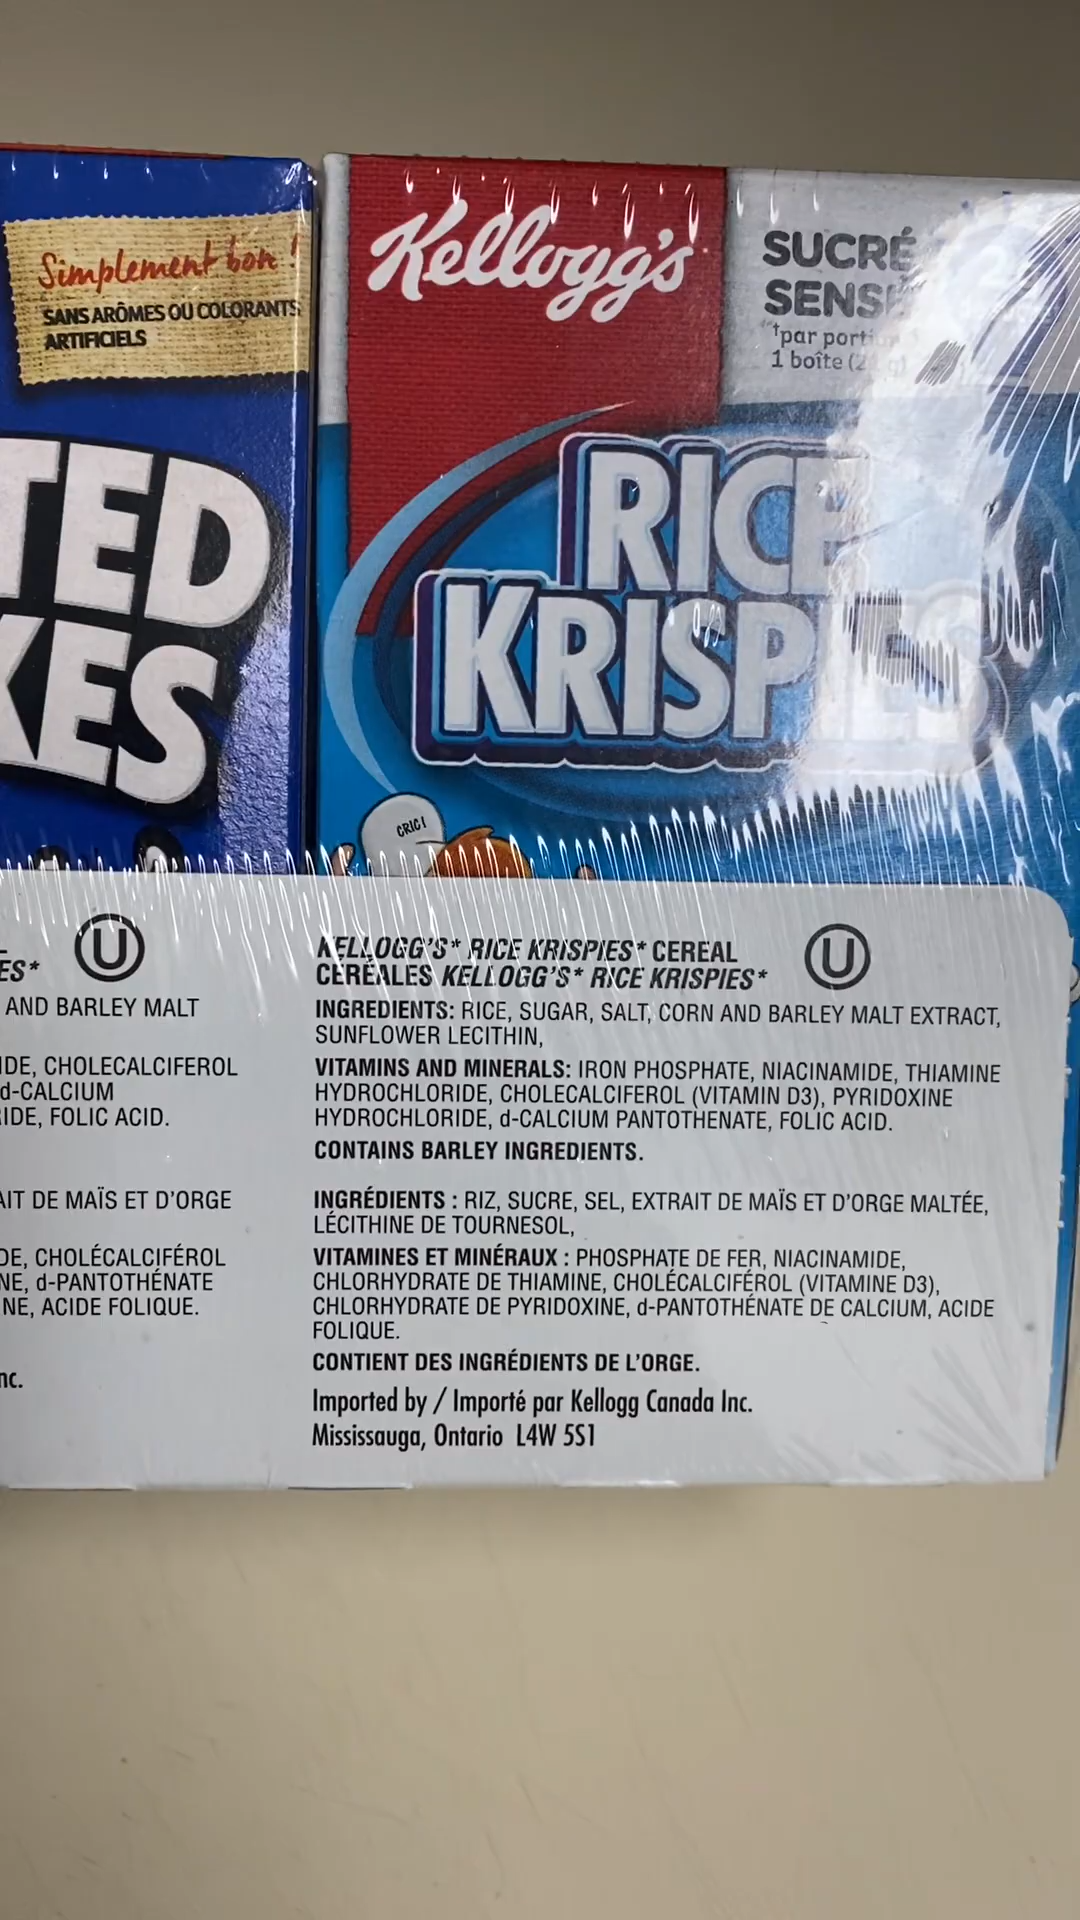 Simplement bon !
SANS ARÔMES OU COLORANTS
ARTIFICIELS
TED
KES
Kellogg's
SUCRÉ
par
1 boîte
RICE
KRISPIES
CRIC!
U
ES*
AND BARLEY MALT
IDE, CHOLECALCIFEROL
d-CALCIUM
IDE, FOLIC ACID.
AIT DE MAÏS ET D'ORGE
DE, CHOLÉCALCIFÉROL
NE, d-PANTOTHÉNATE
NE, ACIDE FOLIQUE.
nc.
KELLOGG'S* RICE KRISPIES* CEREAL
CÉRÉALES KELLOGG'S* RICE KRISPIES*
U
INGREDIENTS: RICE, SUGAR, SALT, CORN AND BARLEY MALT EXTRACT,
SUNFLOWER LECITHIN,
VITAMINS AND MINERALS: IRON PHOSPHATE, NIACINAMIDE, THIAMINE
HYDROCHLORIDE, CHOLECALCIFEROL (VITAMIN D3), PYRIDOXINE
HYDROCHLORIDE, d-CALCIUM PANTOTHENATE, FOLIC ACID.
CONTAINS BARLEY INGREDIENTS.
INGRÉDIENTS : RIZ, SUCRE, SEL, EXTRAIT DE MAÏS ET D'ORGE MALTÉE,
LÉCITHINE DE TOURNESOL,
VITAMINES ET MINÉRAUX : PHOSPHATE DE FER, NIACINAMIDE,
CHLORHYDRATE DE THIAMINE, CHOLÉCALCIFÉROL (VITAMINE D3),
CHLORHYDRATE DE PYRIDOXINE, d-PANTOTHÉNATE DE CALCIUM, ACIDE
FOLIQUE.
CONTIENT DES INGRÉDIENTS DE L'ORGE.
Imported by / Importé par Kellogg Canada Inc.
Mississauga, Ontario L4W 5S1